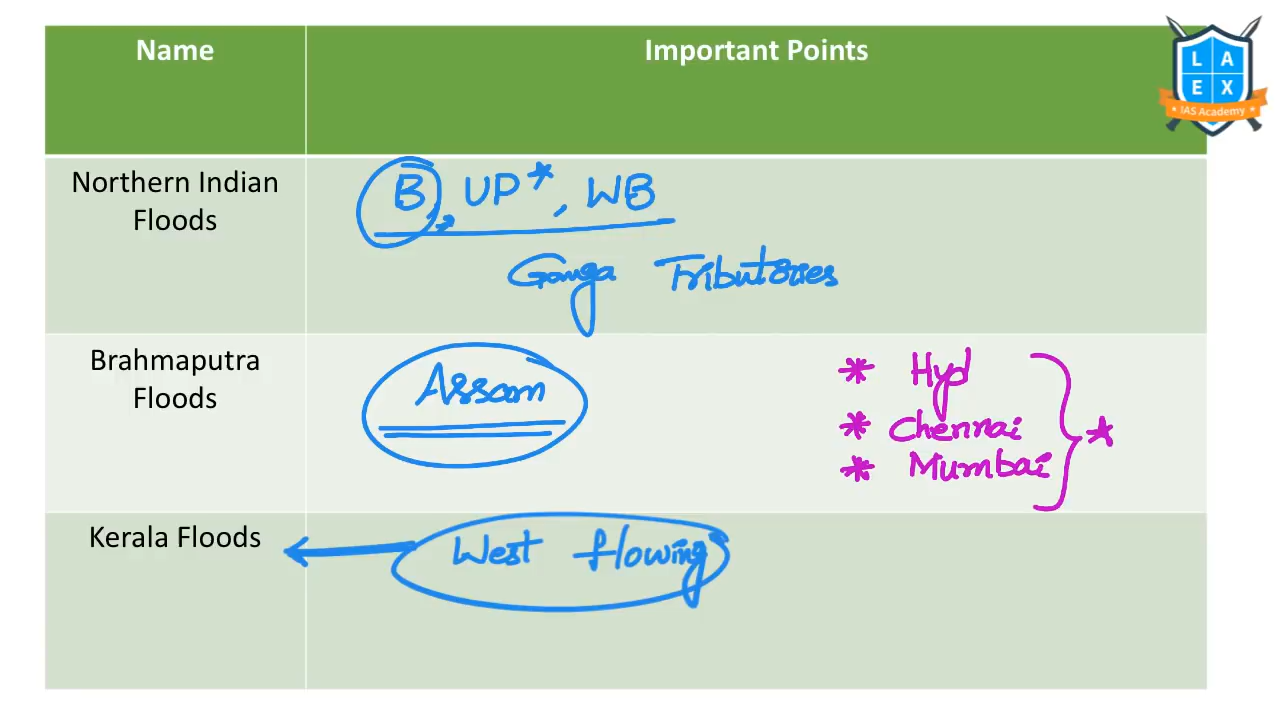 Name
Important Points
L A
E X
IAS Academy
Northern Indian
Floods
B, UP*, WB
Ganga Tributories
Brahmaputra
Floods
Assam
* Hyd
* Chennai
* Mumbai
*
Kerala Floods
West flowing